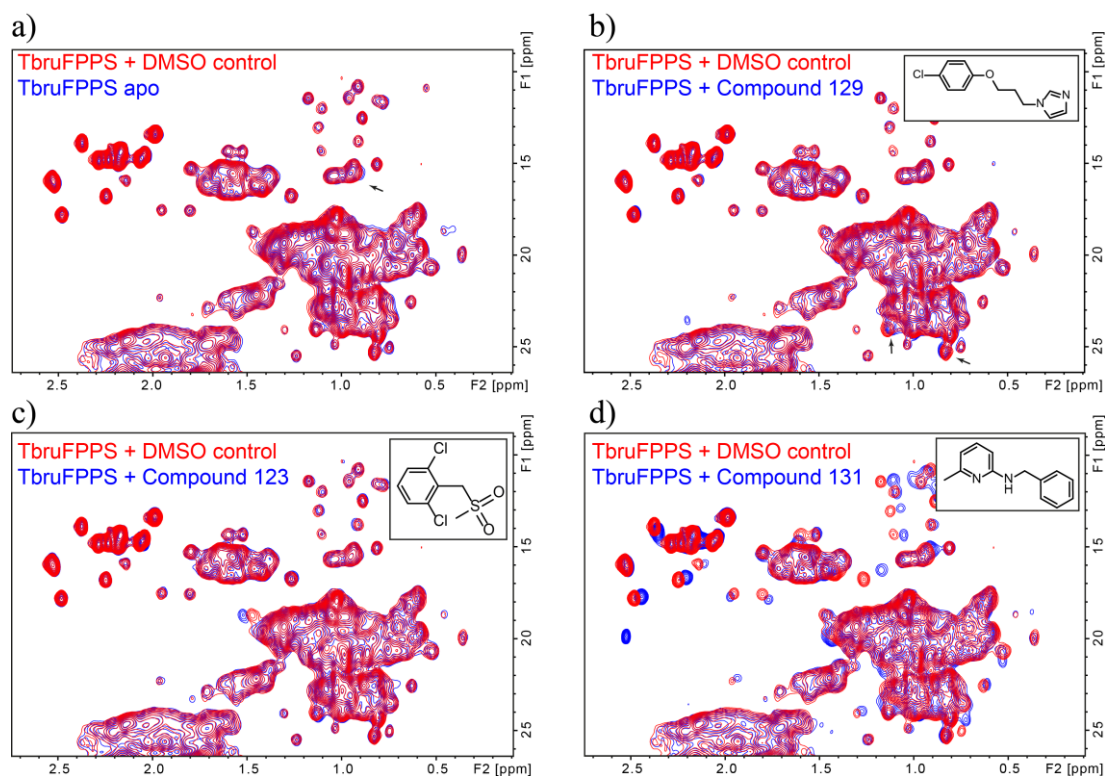 a)
TbruFPPS + DMSO control
TbruFPPS apo
F1 [ppm]
15
20
25
2.5
2.0
1.5
1.0
0.5
F2 [ppm]
b)
TbruFPPS + DMSO control
TbruFPPS + Compound 129
Cl
O
N
N
F1 [ppm]
15
20
25
2.5
2.0
1.5
1.0
0.5
F2 [ppm]
c)
TbruFPPS + DMSO control
TbruFPPS + Compound 123
Cl
O
S
O
Cl
F1 [ppm]
15
20
25
2.5
2.0
1.5
1.0
0.5
F2 [ppm]
d)
TbruFPPS + DMSO control
TbruFPPS + Compound 131
N
N
H
F1 [ppm]
15
20
25
2.5
2.0
1.5
1.0
0.5
F2 [ppm]